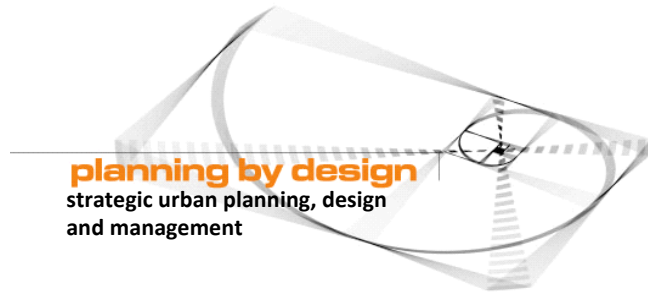 planning by design
strategic urban planning, design
and management